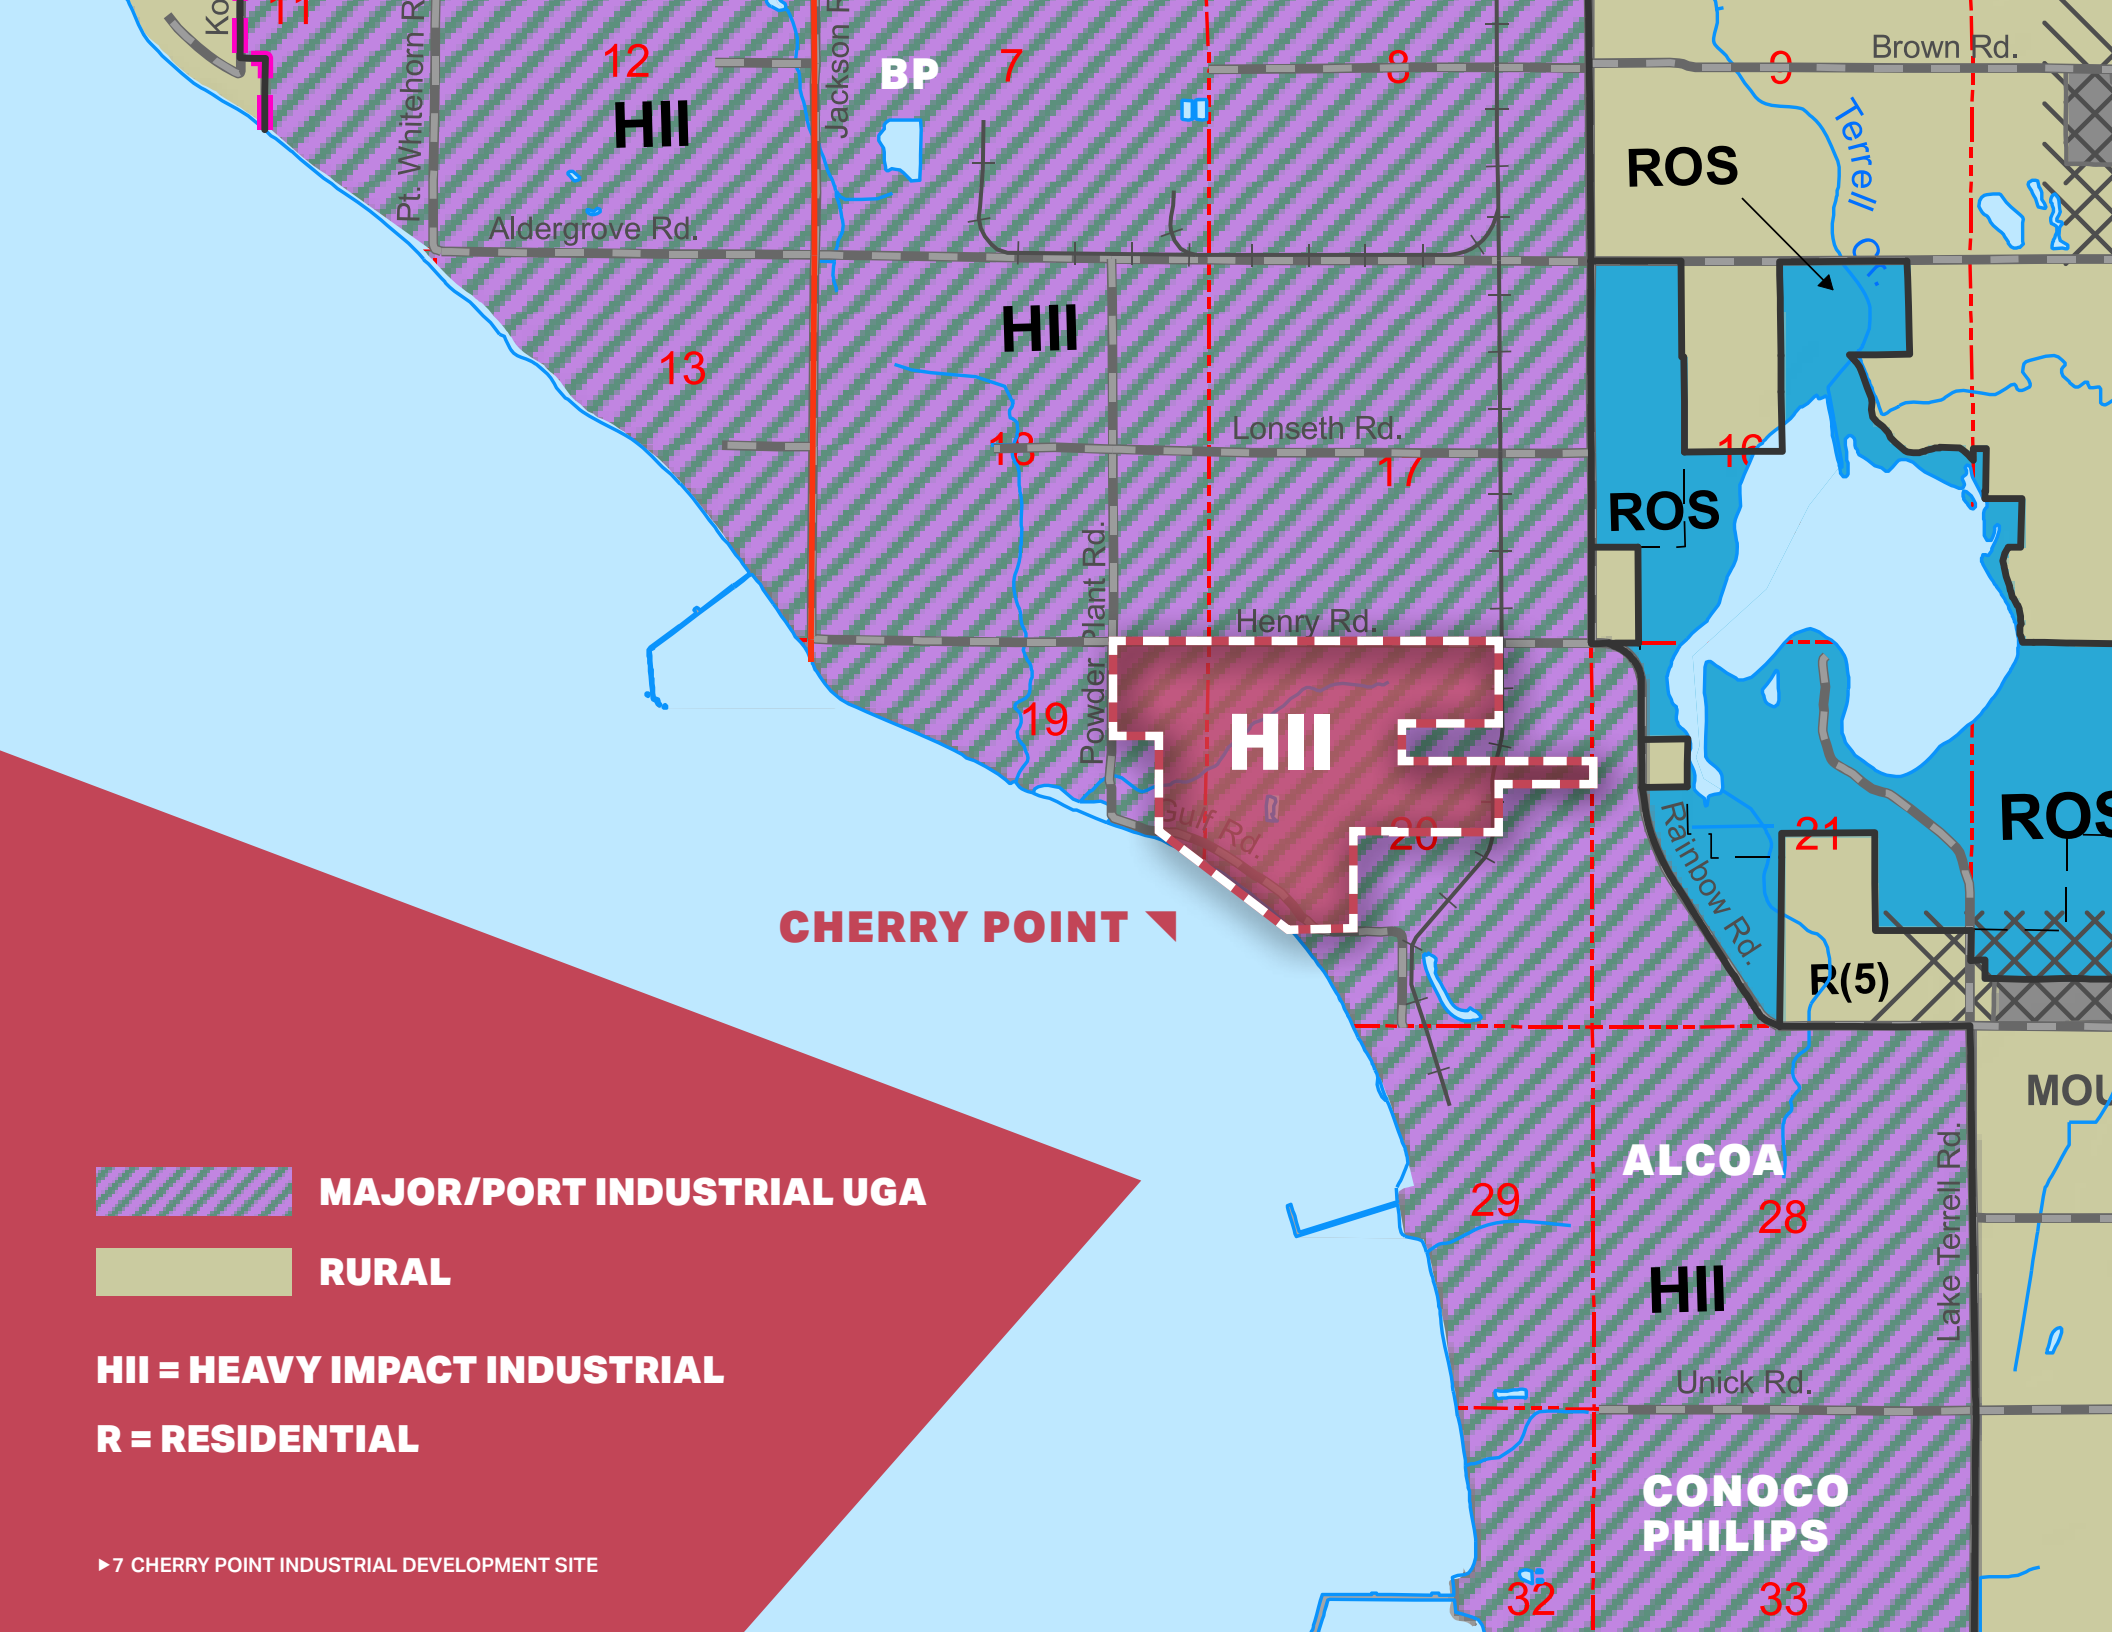 11
12
Pt. Whitehorn
HII
Jackson
BP
7
8
9
Brown Rd.
ROS
Terrell
Cr.
Aldergrove Rd.
HII
13
Lonseth Rd.
18
17
16
ROS
Powder Plant Rd.
Henry Rd.
19
HII
Gulf Rd.
20
21
ROS
Rainbow Rd.
R(5)
CHERRY POINT
MOU
ALCOA
29
28
HII
Lake Terrell Rd.
Unick Rd.
CONOCO
PHILIPS
32
33
MAJOR/PORT INDUSTRIAL UGA
RURAL
HII = HEAVY IMPACT INDUSTRIAL
R = RESIDENTIAL
▶7 CHERRY POINT INDUSTRIAL DEVELOPMENT SITE